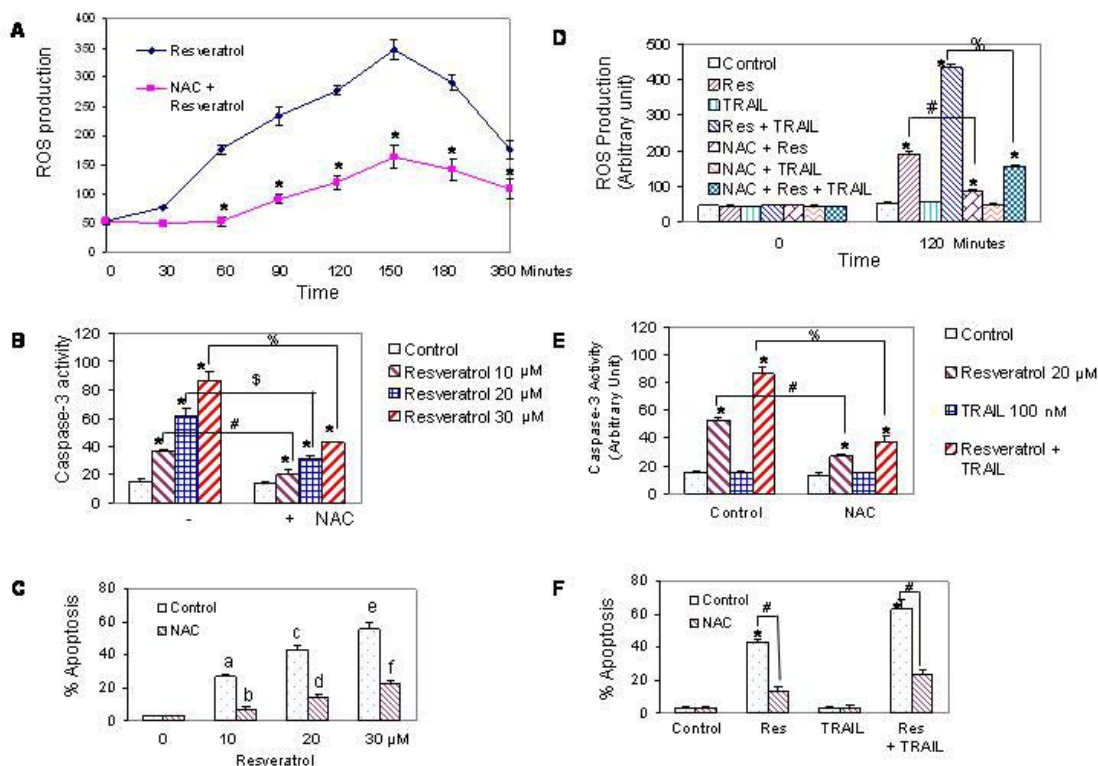 A
ROS production
400
350
300
250
200
150
100
50
0
Resveratrol
NAC +
Resveratrol
*
*
*
*
*
*
0 30 60 90 120 150 180 360 Minutes
Time
D
ROS Production
(Arbitrary unit)
500
400
300
200
100
0
Control
Res
TRAIL
Res + TRAIL
NAC + Res
NAC + TRAIL
NAC + Res + TRAIL
%
#
*
*
*
*
0 120 Minutes
Time
B
Caspase-3 activity
120
100
80
60
40
20
0
%
$
#
*
*
*
*
*
*
- + NAC
Control
Resveratrol 10 µM
Resveratrol 20 µM
Resveratrol 30 µM
E
Caspase-3 Activity
(Arbitrary Unit)
120
100
80
60
40
20
0
%
#
*
*
*
*
Control NAC
Control
Resveratrol 20 µM
TRAIL 100 nM
Resveratrol +
TRAIL
C
% Apoptosis
80
60
40
20
0
Control
NAC
a
b
c
d
e
f
0 10 20 30 µM
Resveratrol
F
% Apoptosis
80
60
40
20
0
Control
NAC
#
*
#
*
Control Res TRAIL Res
+ TRAIL